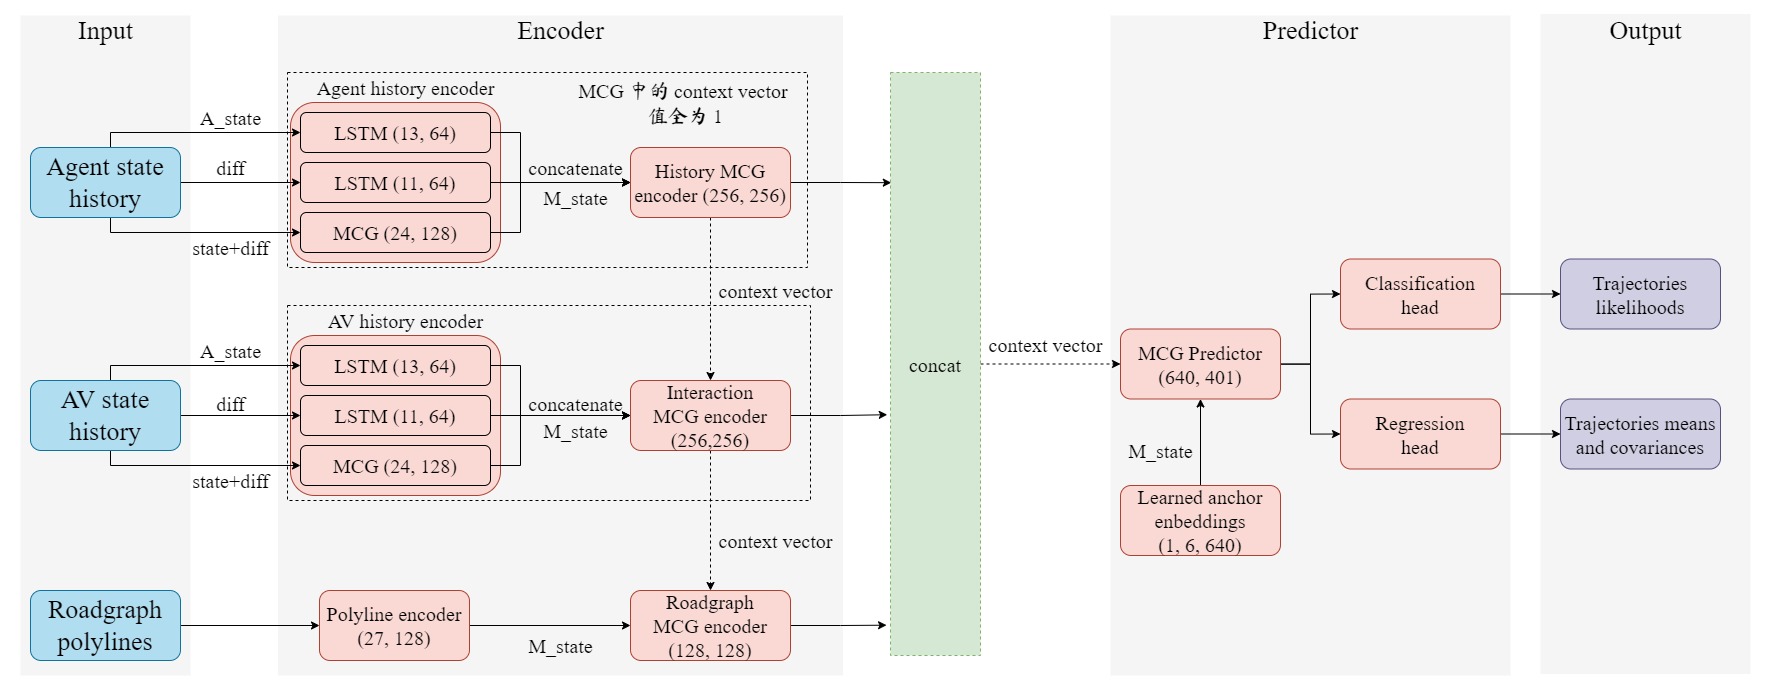 Input
Encoder
Predictor
Output
Agent history encoder
MCG 中的 context vector
值全为 1
A_state
LSTM (13, 64)
Agent state
history
diff
LSTM (11, 64)
concatenate
M_state
History MCG
encoder (256, 256)
state+diff
MCG (24, 128)
context vector
AV history encoder
A_state
LSTM (13, 64)
AV state
history
diff
LSTM (11, 64)
concatenate
M_state
Interaction
MCG encoder
(256,256)
state+diff
MCG (24, 128)
context vector
Roadgraph
polylines
Polyline encoder
(27, 128)
M_state
Roadgraph
MCG encoder
(128, 128)
concat
context vector
MCG Predictor
(640, 401)
M_state
Learned anchor
enbeddings
(1, 6, 640)
Classification
head
Regression
head
Trajectories
likelihoods
Trajectories means
and covariances